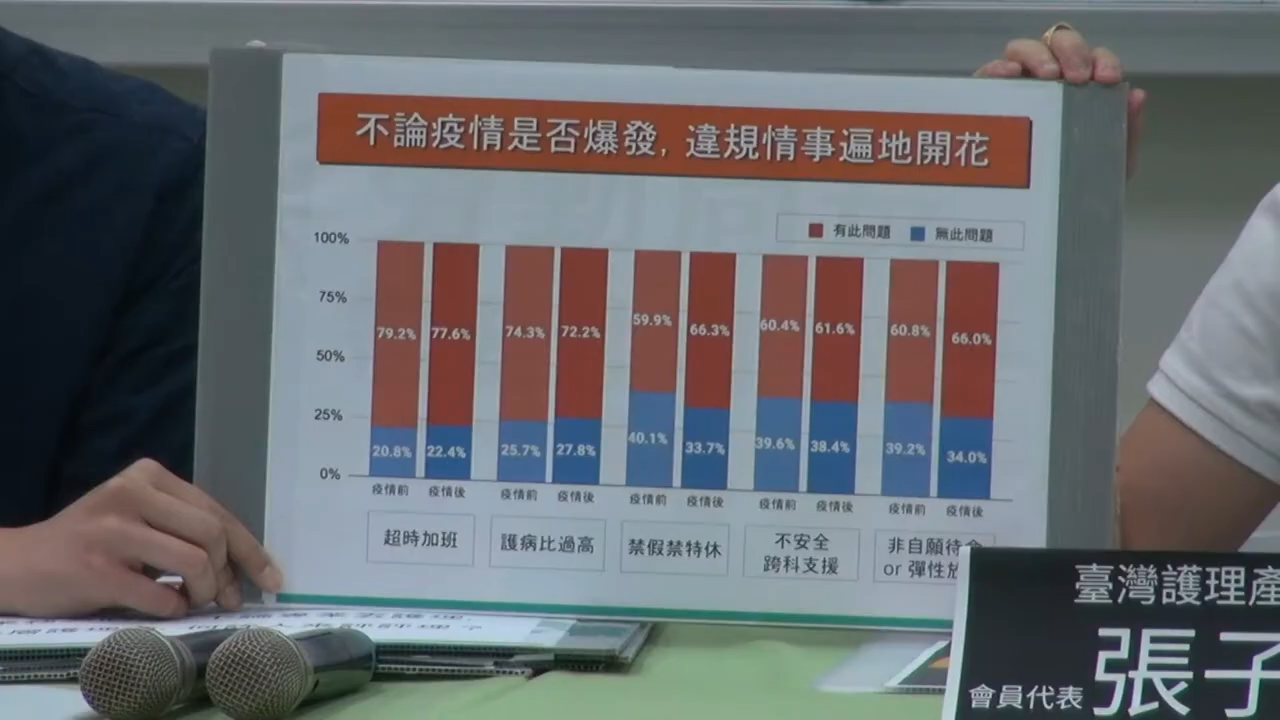 不論疫情是否爆發，違規情事遍地開花
有此問題 無此問題
100%
75%
50%
25%
0%
79.2% 77.6% 74.3% 72.2% 59.9% 66.3% 60.4% 61.6% 60.8% 66.0%
20.8% 22.4% 25.7% 27.8% 40.1% 33.7% 39.6% 38.4% 39.2% 34.0%
疫情前 疫情後 疫情前 疫情後 疫情前 疫情後 疫情前 疫情後 疫情前 疫情後
超時加班
護病比過高
禁假禁特休
不安全
跨科支援
非自願待
or 彈性放
臺灣護理產
會員代表 張子